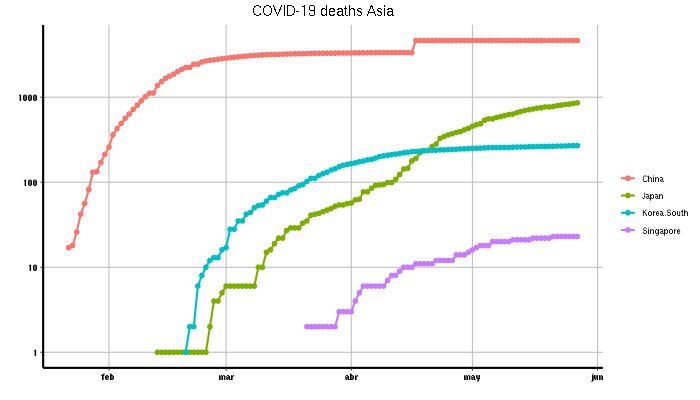 COVID-19 deaths Asia
1000
100
10
1
feb mar abr may jun
China
Japan
Korea.South
Singapore